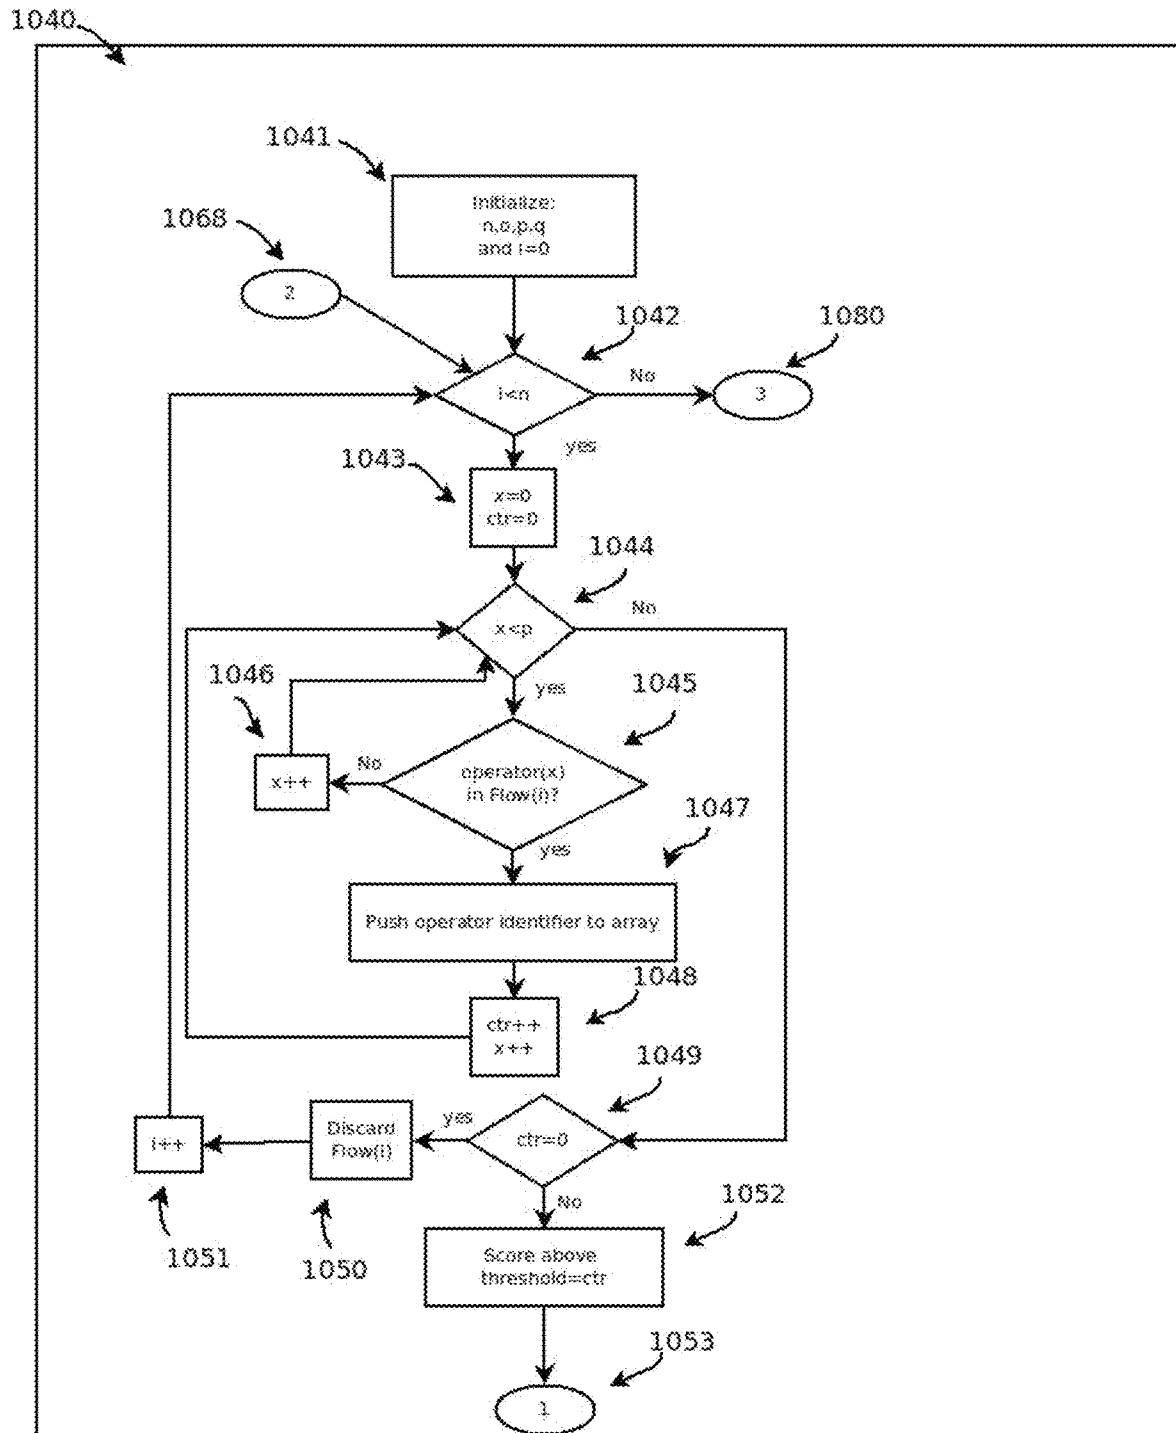 1040
1041
Initialize:
n,o,p,q
and i=0
1068
2
1042
1080
i<n
No
3
yes
1043
x=0
ctr=0
1044
x<p
No
1046
yes
1045
x++
No
operator(x)
in Flow(i)?
1047
yes
Push operator identifier to array
1048
ctr++
x++
1049
i++
Discard
Flow(i)
yes
ctr=0
1052
No
1051
1050
Score above
threshold=ctr
1053
1